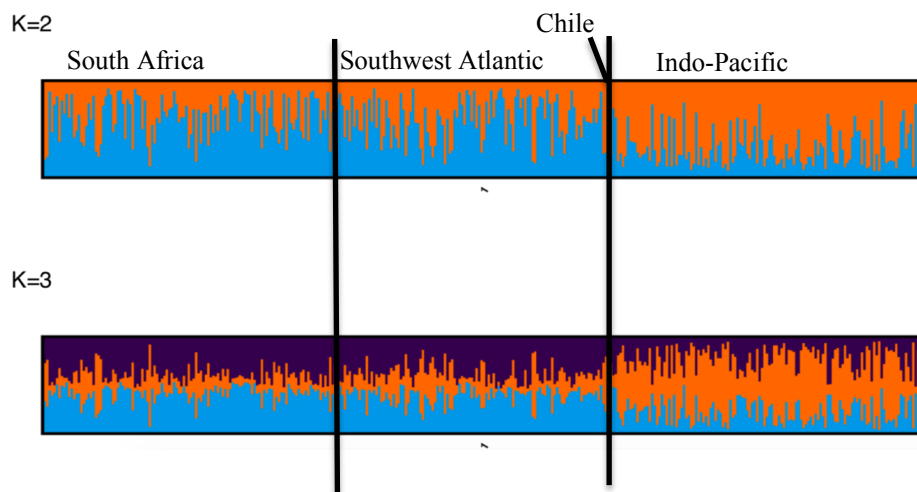 K=2
Chile
South Africa
Southwest Atlantic
Indo-Pacific
K=3